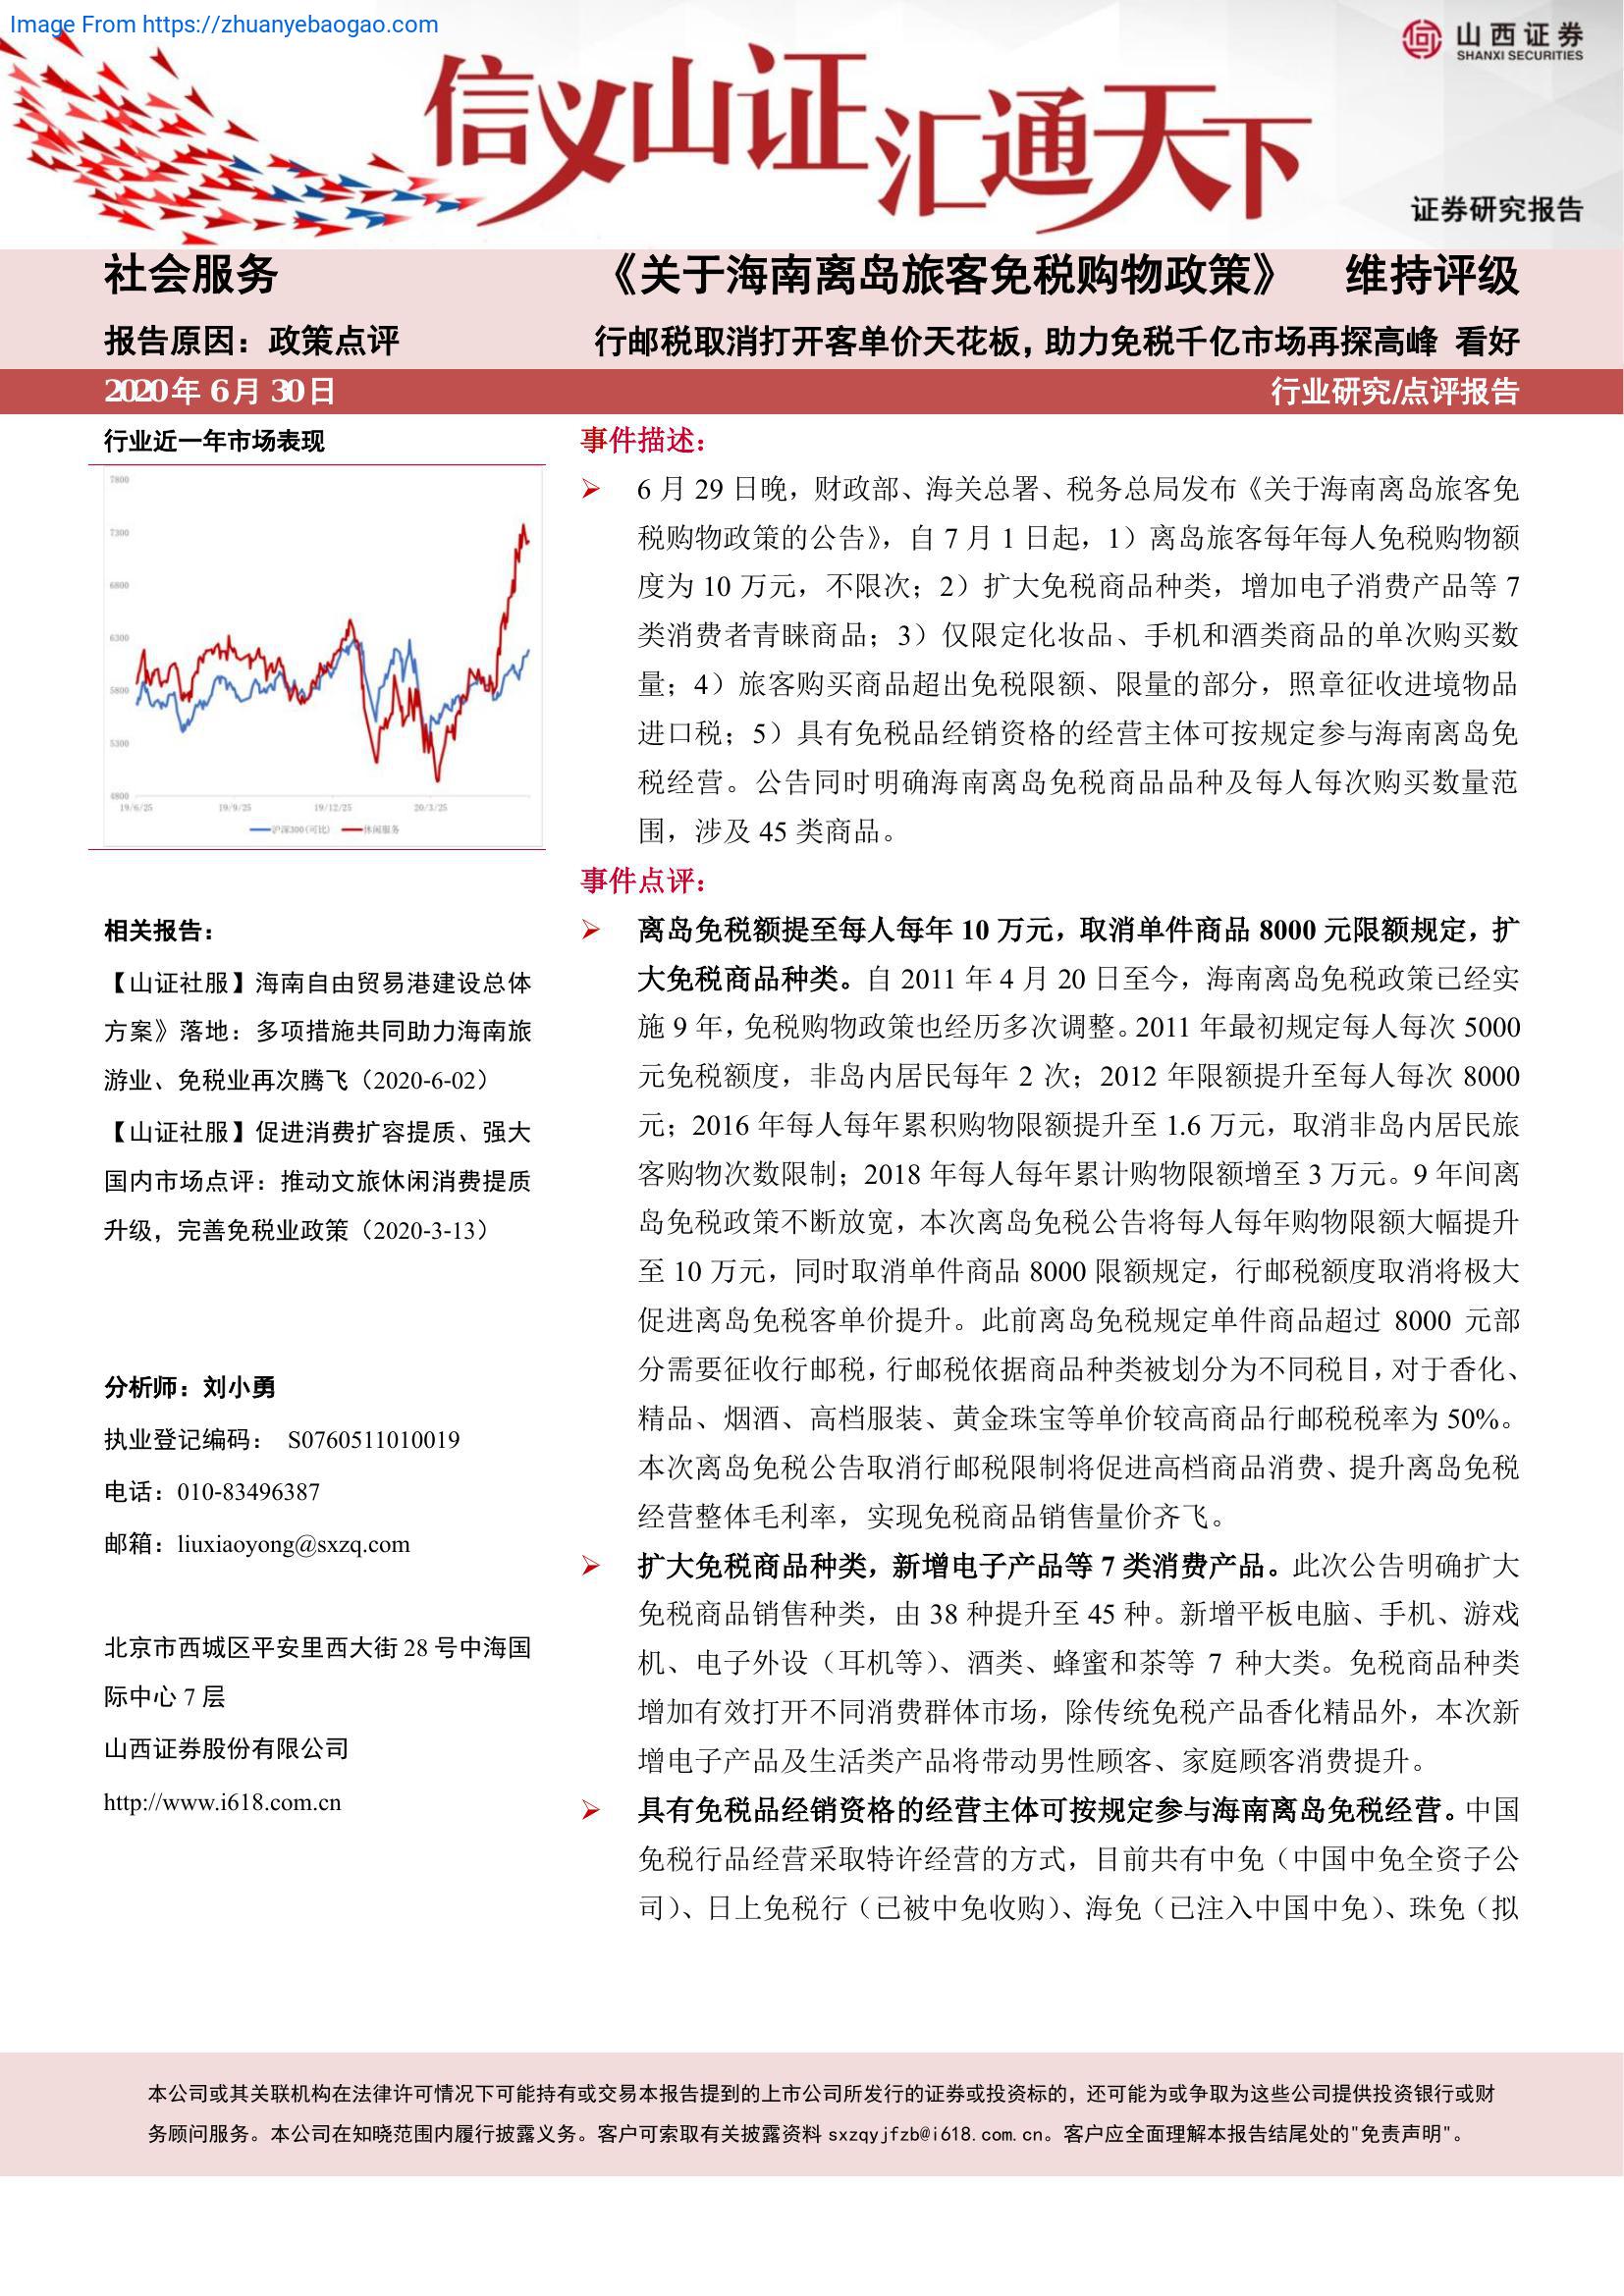 Image From https://zhuanyebaogao.com
山西证券
SHANXI SECURITIES
信义山证汇通天下
证券研究报告
社会服务
《关于海南离岛旅客免税购物政策》 维持评级
报告原因：政策点评
行邮税取消打开客单价天花板，助力免税千亿市场再探高峰 看好
2020年6月30日
行业研究/点评报告
行业近一年市场表现
7800
7300
6800
6300
5800
5300
4800
19/6/25 19/9/25 19/12/25 20/3/25
沪深300(可比) 休闲服务
相关报告：
【山证社服】海南自由贸易港建设总体
方案》落地：多项措施共同助力海南旅
游业、免税业再次腾飞（2020-6-02）
【山证社服】促进消费扩容提质、强大
国内市场点评：推动文旅休闲消费提质
升级，完善免税业政策（2020-3-13）
分析师：刘小勇
执业登记编码： S0760511010019
电话：010-83496387
邮箱：liuxiaoyong@sxzq.com
北京市西城区平安里西大街28号中海国
际中心7层
山西证券股份有限公司
http://www.i618.com.cn
事件描述：
6月29日晚，财政部、海关总署、税务总局发布《关于海南离岛旅客免
税购物政策的公告》，自7月1日起，1）离岛旅客每年每人免税购物额
度为10万元，不限次；2）扩大免税商品种类，增加电子消费产品等7
类消费者青睐商品；3）仅限定化妆品、手机和酒类商品的单次购买数
量；4）旅客购买商品超出免税限额、限量的部分，照章征收进境物品
进口税；5）具有免税品经销资格的经营主体可按规定参与海南离岛免
税经营。公告同时明确海南离岛免税商品品种及每人每次购买数量范
围，涉及45类商品。
事件点评：
离岛免税额提至每人每年10万元，取消单件商品8000元限额规定，扩
大免税商品种类。自2011年4月20日至今，海南离岛免税政策已经实
施9年，免税购物政策也经历多次调整。2011年最初规定每人每次5000
元免税额度，非岛内居民每年2次；2012年限额提升至每人每次8000
元；2016年每人每年累积购物限额提升至1.6万元，取消非岛内居民旅
客购物次数限制；2018年每人每年累计购物限额增至3万元。9年间离
岛免税政策不断放宽，本次离岛免税公告将每人每年购物限额大幅提升
至10万元，同时取消单件商品8000限额规定，行邮税额度取消将极大
促进离岛免税客单价提升。此前离岛免税规定单件商品超过 8000 元部
分需要征收行邮税，行邮税依据商品种类被划分为不同税目，对于香化、
精品、烟酒、高档服装、黄金珠宝等单价较高商品行邮税税率为50%。
本次离岛免税公告取消行邮税限制将促进高档商品消费、提升离岛免税
经营整体毛利率，实现免税商品销售量价齐飞。
扩大免税商品种类，新增电子产品等7类消费产品。此次公告明确扩大
免税商品销售种类，由38种提升至45种。新增平板电脑、手机、游戏
机、电子外设（耳机等）、酒类、蜂蜜和茶等 7 种大类。免税商品种类
增加有效打开不同消费群体市场，除传统免税产品香化精品外，本次新
增电子产品及生活类产品将带动男性顾客、家庭顾客消费提升。
具有免税品经销资格的经营主体可按规定参与海南离岛免税经营。中国
免税行品经营采取特许经营的方式，目前共有中免（中国中免全资子公
司）、日上免税行（已被中免收购）、海免（已注入中国中免）、珠免（拟
本公司或其关联机构在法律许可情况下可能持有或交易本报告提到的上市公司所发行的证券或投资标的，还可能为或争取为这些公司提供投资银行或财
务顾问服务。本公司在知晓范围内履行披露义务。客户可索取有关披露资料 sxzqyjfzb@i618.com.cn。客户应全面理解本报告结尾处的"免责声明"。